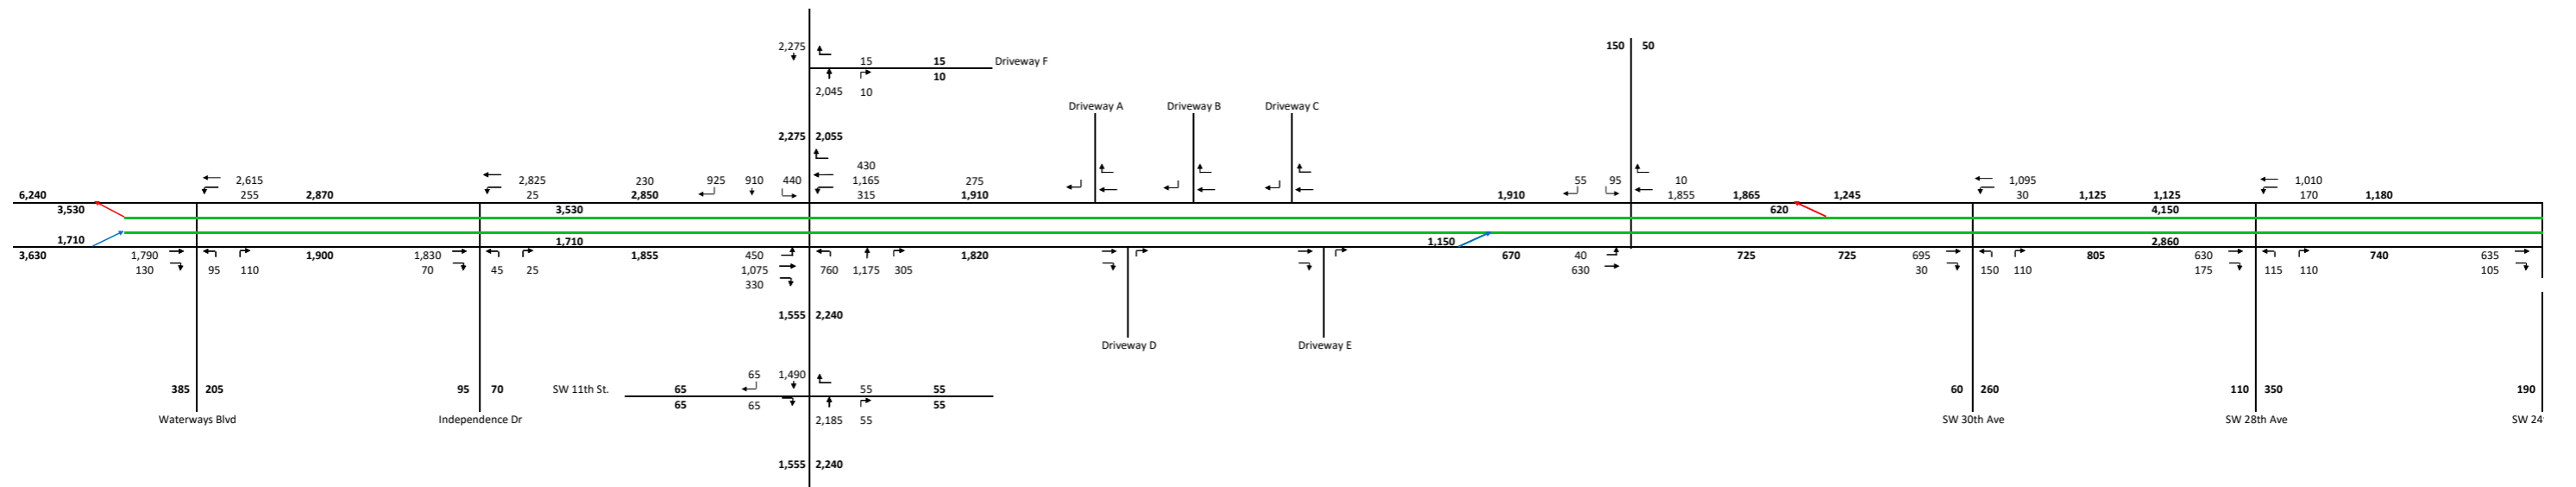 2,275
15 15 Driveway F
10
2,045 10
150 50
Driveway A Driveway B Driveway C
2,275 2,055
430
2,615 2,825 230 925 910 440 1,165 275 55 95 10 1,095 1,010
6,240 255 2,870 25 2,850 315 1,910 1,910 1,855 1,865 1,245 30 1,125 1,125 170 1,180
3,530 3,530 620 4,150
1,710 1,710 1,150 2,860
3,630 1,790 1,900 1,830 1,855 450 1,820 670 40 725 725 695 805 630 740 635
130 95 110 70 45 25 1,075 760 1,175 305 630 30 150 110 175 115 110 105
330
1,555 2,240
Driveway D Driveway E
65 1,490
385 205 95 70 SW 11th St. 65 55 55 60 260 110 350 190
65 65 55
Waterways Blvd Independence Dr 2,185 55 SW 30th Ave SW 28th Ave SW 24
1,555 2,240